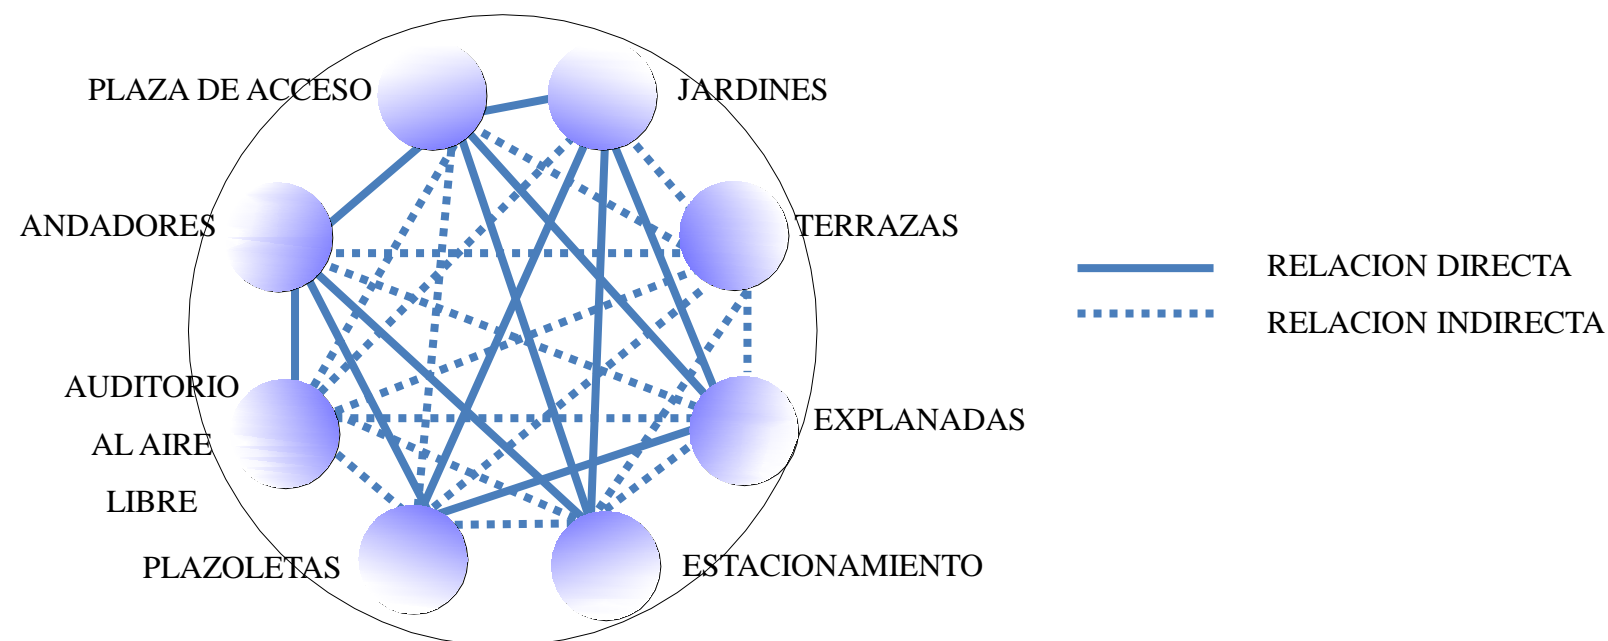 PLAZA DE ACCESO
JARDINES
ANDADORES
TERRAZAS
RELACION DIRECTA
RELACION INDIRECTA
AUDITORIO
AL AIRE
LIBRE
EXPLANADAS
PLAZOLETAS
ESTACIONAMIENTO